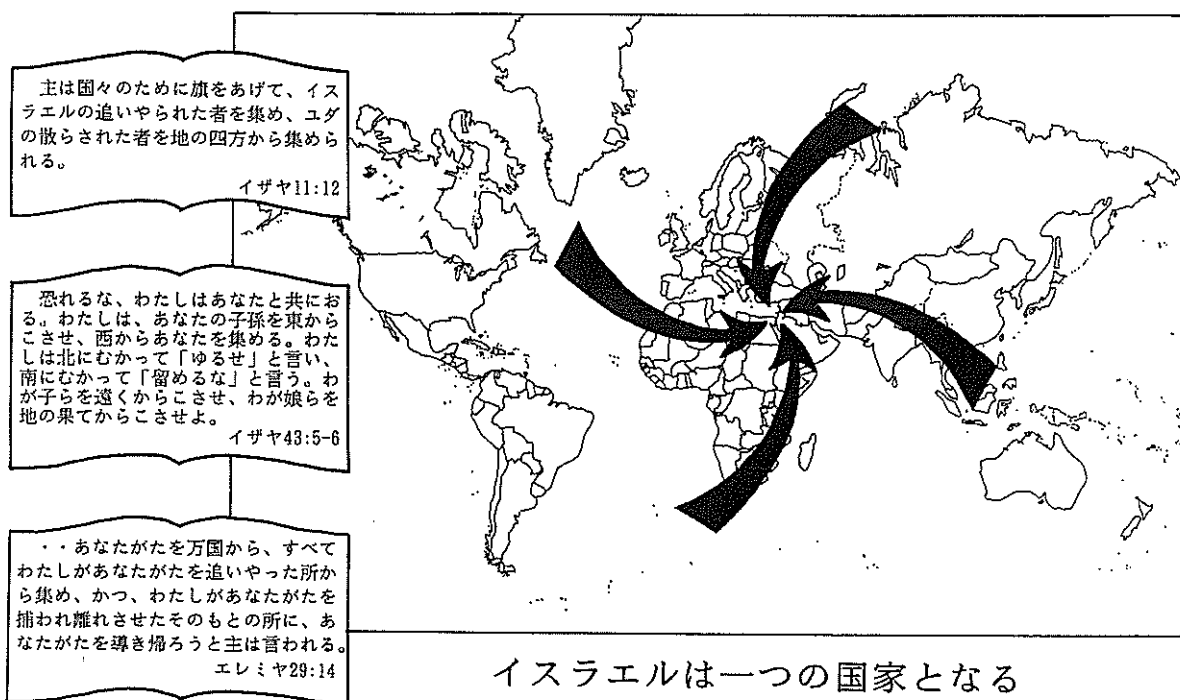 主は国々のために旗をあげて、イス
ラエルの追いやられた者を集め、ユダ
の散らされた者を地の四方から集めら
れる。
イザヤ11:12
恐れるな、わたしはあなたと共にお
る。わたしは、あなたの子孫を東から
こさせ、西からあなたを集める。わた
しは北にむかって「ゆるせ」と言い、
南にむかって「留めるな」と言う。わ
が子らを遠くからこさせ、わが娘らを
地の果てからこさせよ。
イザヤ43:5-6
・・あなたがたを万国から、すべて
わたしがあなたがたを追いやった所か
ら集め、かつ、わたしがあなたがたを
捕われ離れさせたそのもとの所に、あ
なたがたを導き帰ろうと主は言われる。
エレミヤ29:14
イスラエルは一つの国家となる